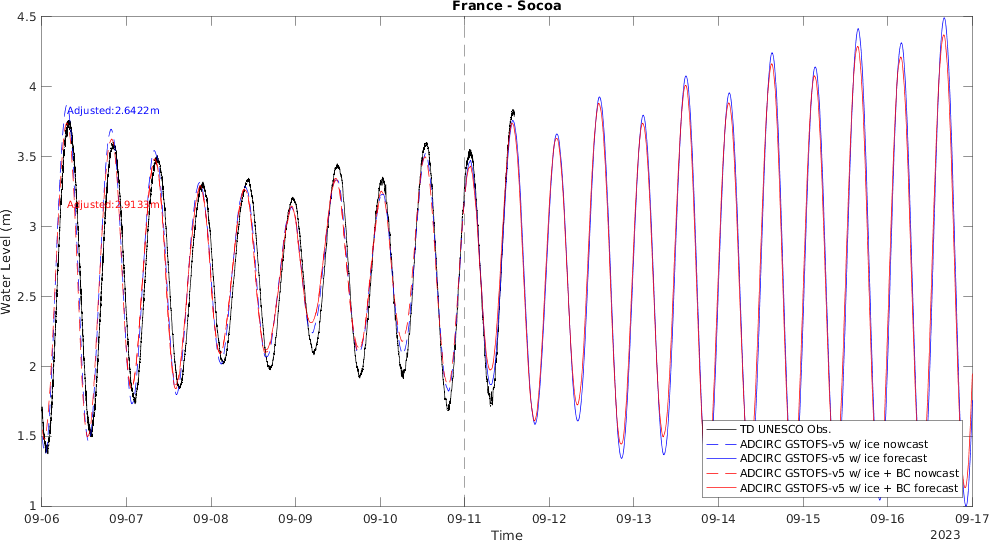 France - Socoa
Water Level (m)
4.5
4
3.5
3
2.5
2
1.5
1
Adjusted:2.6422m
Adjusted:2.9133m
TD UNESCO Obs.
ADCIRC GSTOFS-v5 w/ ice nowcast
ADCIRC GSTOFS-v5 w/ ice forecast
ADCIRC GSTOFS-v5 w/ ice + BC nowcast
ADCIRC GSTOFS-v5 w/ ice + BC forecast
09-06 09-07 09-08 09-09 09-10 09-11 09-12 09-13 09-14 09-15 09-16 09-17
Time
2023